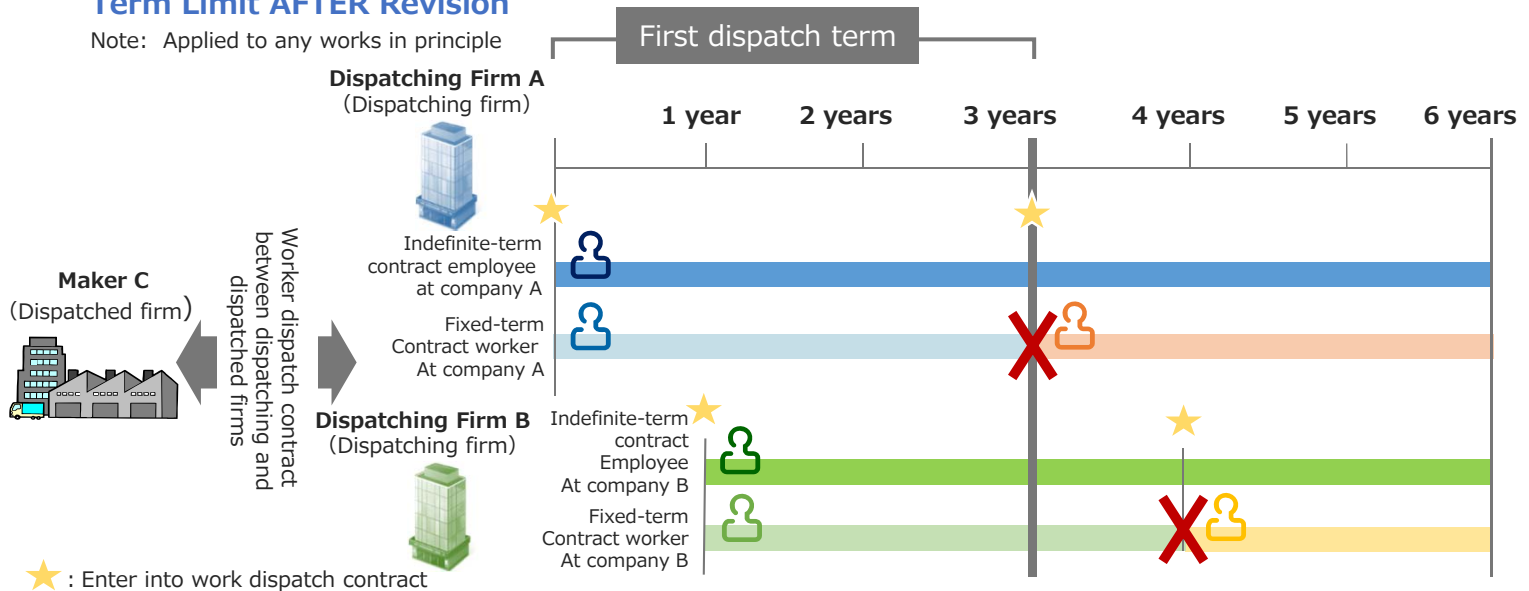 Term Limit AFTER Revision
Note: Applied to any works in principle
First dispatch term
Dispatching Firm A
(Dispatching firm)
1 year
2 years
3 years
4 years
5 years
6 years
Indefinite-term
contract employee
at company A
Maker C
(Dispatched firm)
Worker dispatch contract
between dispatching and
dispatched firms
Fixed-term
Contract worker
At company A
Dispatching Firm B
(Dispatching firm)
Indefinite-term
contract
Employee
At company B
Fixed-term
Contract worker
At company B
: Enter into work dispatch contract